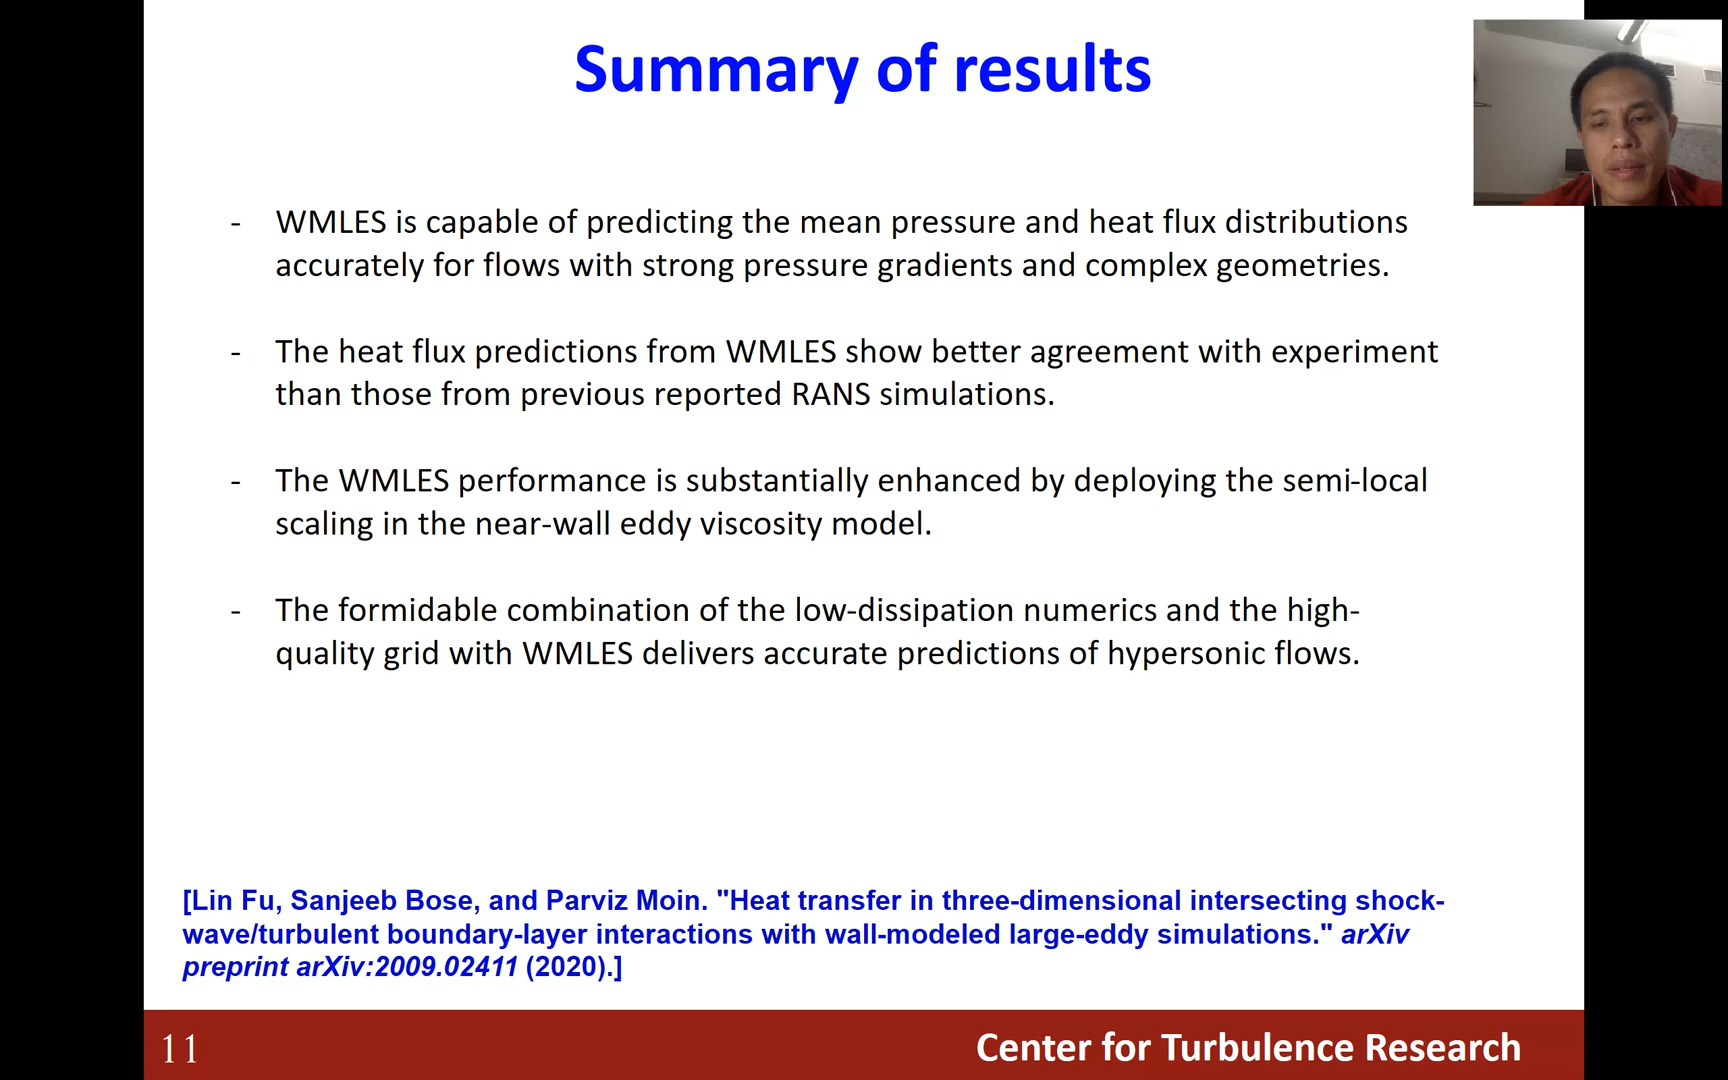 Summary of results
- WMLES is capable of predicting the mean pressure and heat flux distributions
accurately for flows with strong pressure gradients and complex geometries.
- The heat flux predictions from WMLES show better agreement with experiment
than those from previous reported RANS simulations.
- The WMLES performance is substantially enhanced by deploying the semi-local
scaling in the near-wall eddy viscosity model.
- The formidable combination of the low-dissipation numerics and the high-
quality grid with WMLES delivers accurate predictions of hypersonic flows.
[Lin Fu, Sanjeeb Bose, and Parviz Moin. "Heat transfer in three-dimensional intersecting shock-
wave/turbulent boundary-layer interactions with wall-modeled large-eddy simulations." arXiv
preprint arXiv:2009.02411 (2020).]
11
Center for Turbulence Research